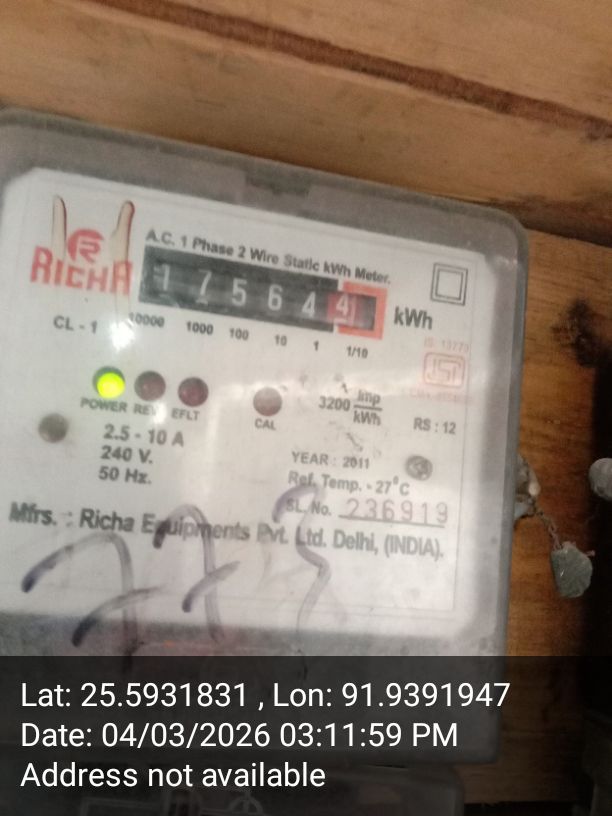 RICHA
A.C. 1 Phase 2 Wire Static kWh Meter.
1 7 5 6 4 4 kWh
CL - 1
10000 1000 100 10 1 1/10
IS: 13779
ISI
POWER REV EFLT
CAL
3200 Imp/kWh
RS : 12
2.5 - 10 A
240 V.
50 Hz.
YEAR : 2011
Ref. Temp. - 27°C
SL. No. 236919
Mfrs. : Richa Equipments Pvt. Ltd. Delhi, (INDIA).
Lat: 25.5931831 , Lon: 91.9391947
Date: 04/03/2026 03:11:59 PM
Address not available